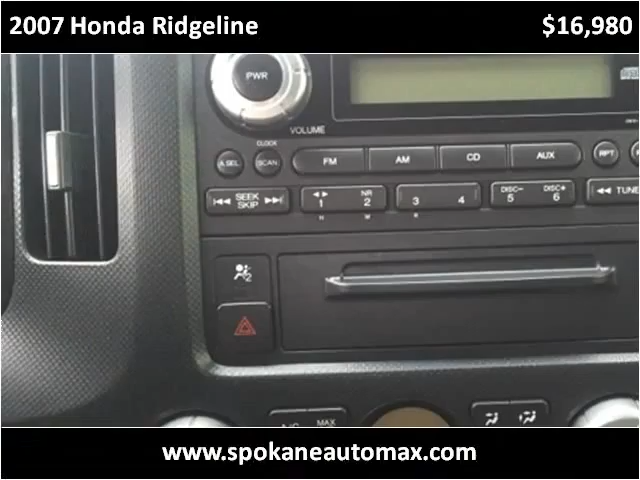 2007 Honda Ridgeline $16,980
PWR
VOLUME
CLOCK
A.SEL SCAN FM AM CD AUX RPT
SEEK SKIP 1 NR 2 3 4 DISC− 5 DISC+ 6 TUNE
2
A/C MAX
www.spokaneautomax.com